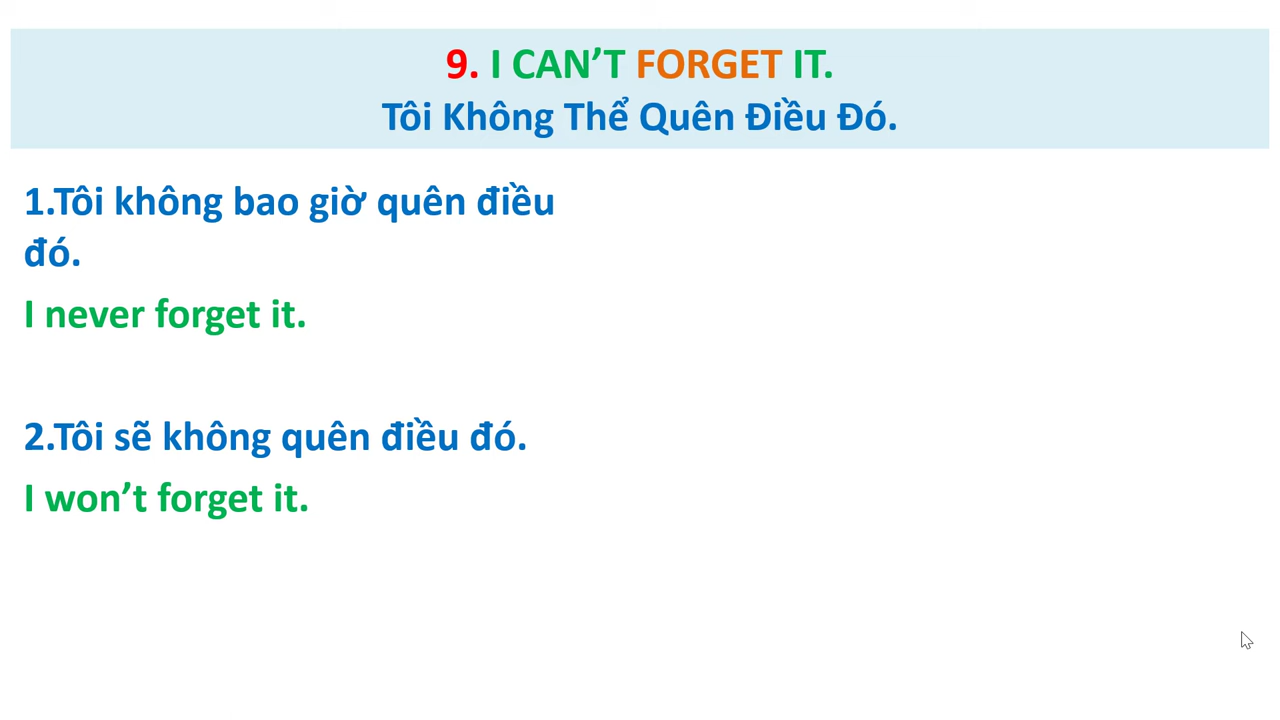 9. I CAN’T FORGET IT.
Tôi Không Thể Quên Điều Đó.
1.Tôi không bao giờ quên điều
đó.
I never forget it.
2.Tôi sẽ không quên điều đó.
I won’t forget it.